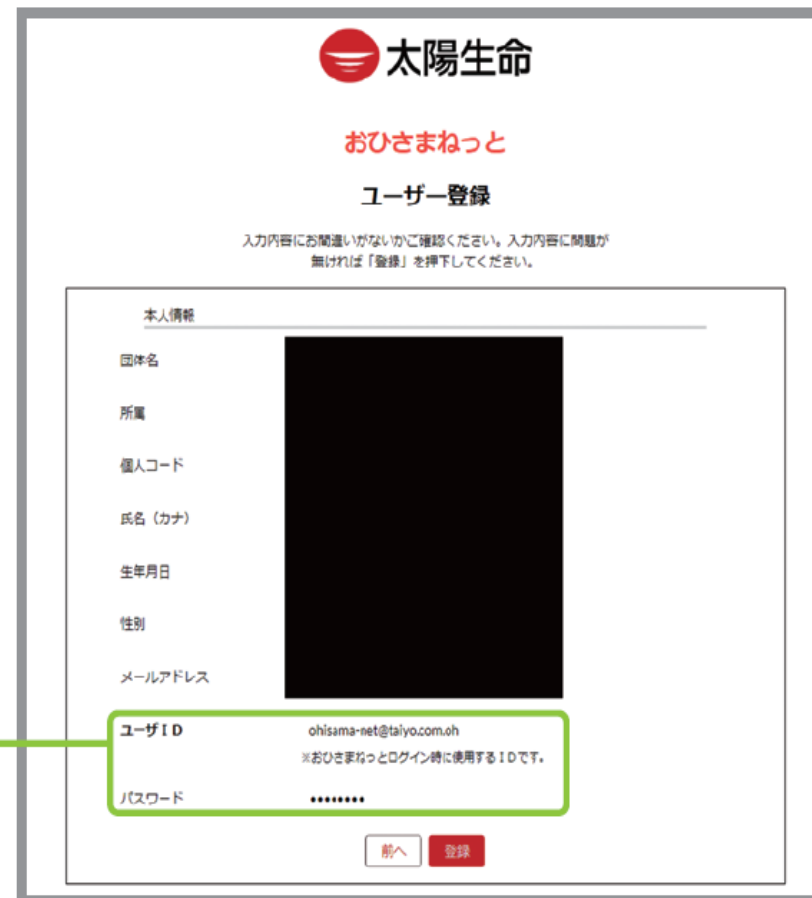 太陽生命
おひさまねっと
ユーザー登録
入力内容にお間違いがないかご確認ください。入力内容に問題が
無ければ「登録」を押下してください。
本人情報
団体名
所属
個人コード
氏名（カナ）
生年月日
性別
メールアドレス
ユーザID ohisama-net@taiyo.com.oh
※おひさまねっとログイン時に使用するIDです。
パスワード ••••••••
前へ 登録